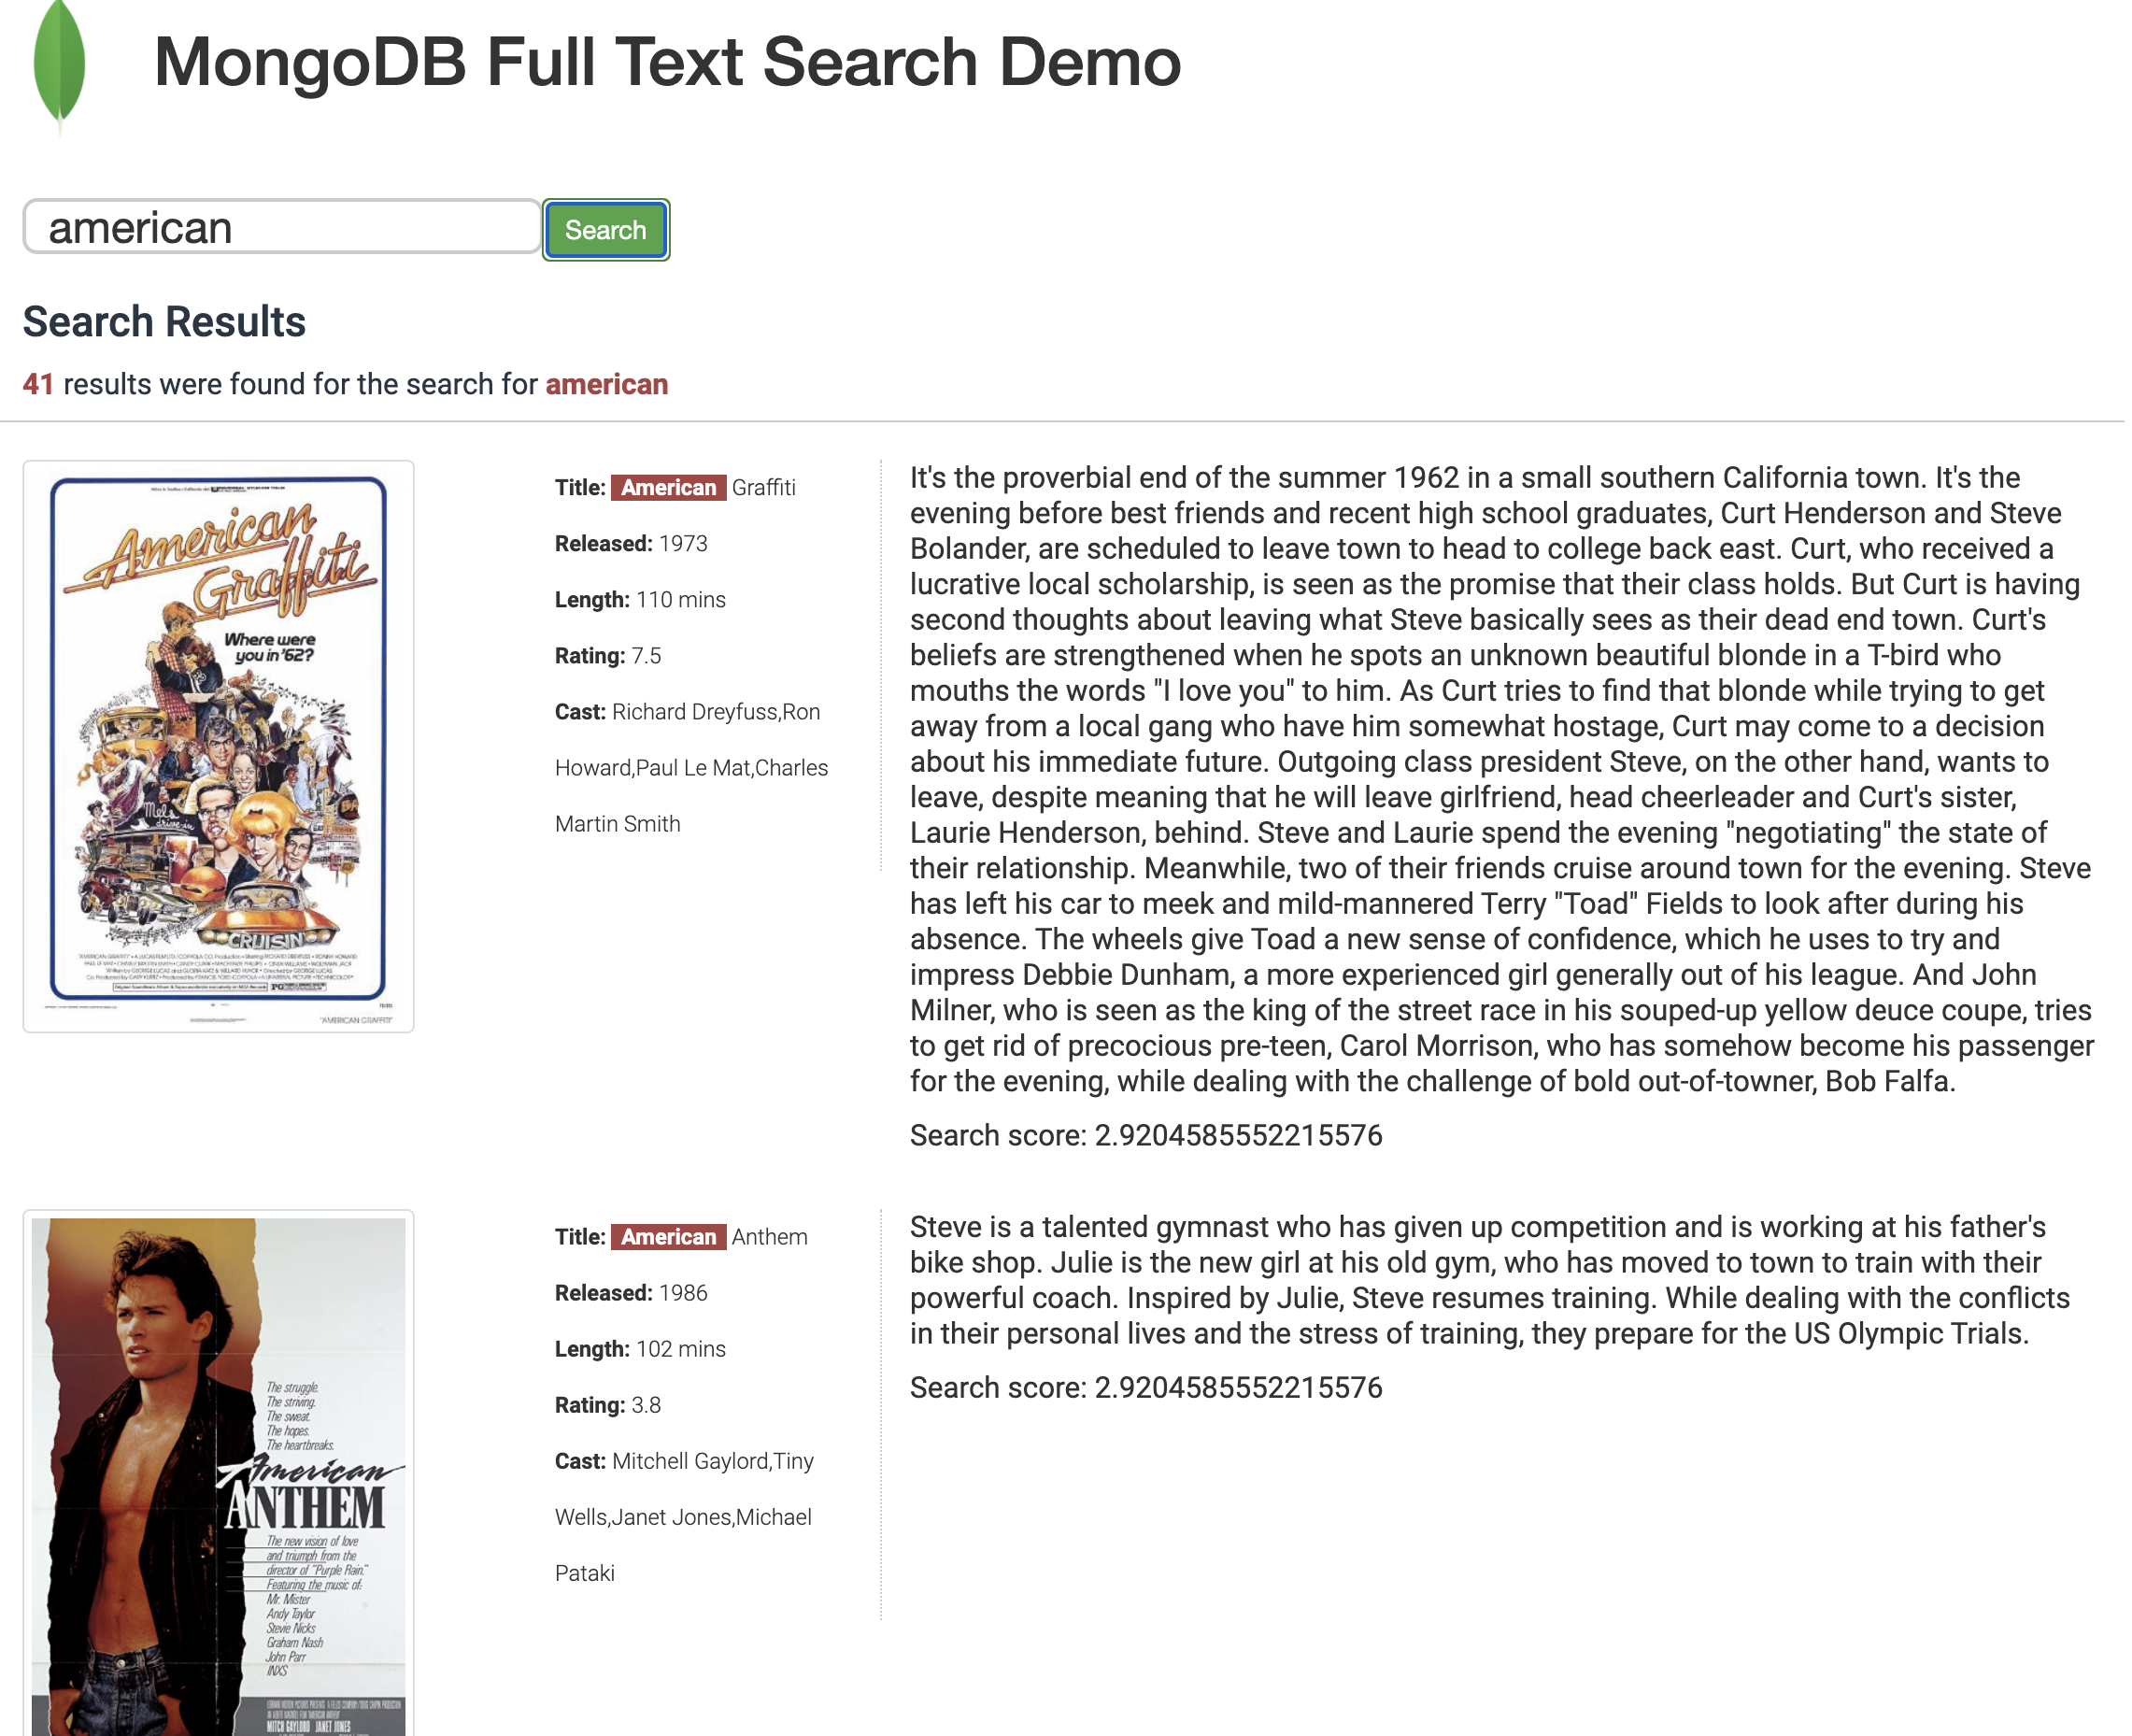 MongoDB Full Text Search Demo
american
Search
Search Results
41 results were found for the search for american
American
Graffiti
Where were
you in '62?
Mel's
drive-in
CRUISIN'
PG
"AMERICAN GRAFFITI"
Title: American Graffiti
Released: 1973
Length: 110 mins
Rating: 7.5
Cast: Richard Dreyfuss,Ron
Howard,Paul Le Mat,Charles
Martin Smith
It's the proverbial end of the summer 1962 in a small southern California town. It's the
evening before best friends and recent high school graduates, Curt Henderson and Steve
Bolander, are scheduled to leave town to head to college back east. Curt, who received a
lucrative local scholarship, is seen as the promise that their class holds. But Curt is having
second thoughts about leaving what Steve basically sees as their dead end town. Curt's
beliefs are strengthened when he spots an unknown beautiful blonde in a T-bird who
mouths the words "I love you" to him. As Curt tries to find that blonde while trying to get
away from a local gang who have him somewhat hostage, Curt may come to a decision
about his immediate future. Outgoing class president Steve, on the other hand, wants to
leave, despite meaning that he will leave girlfriend, head cheerleader and Curt's sister,
Laurie Henderson, behind. Steve and Laurie spend the evening "negotiating" the state of
their relationship. Meanwhile, two of their friends cruise around town for the evening. Steve
has left his car to meek and mild-mannered Terry "Toad" Fields to look after during his
absence. The wheels give Toad a new sense of confidence, which he uses to try and
impress Debbie Dunham, a more experienced girl generally out of his league. And John
Milner, who is seen as the king of the street race in his souped-up yellow deuce coupe, tries
to get rid of precocious pre-teen, Carol Morrison, who has somehow become his passenger
for the evening, while dealing with the challenge of bold out-of-towner, Bob Falfa.
Search score: 2.9204585552215576
The struggle.
The striving.
The sweat.
The hopes.
The heartbreaks.
American
ANTHEM
The new vision of love
and triumph from the
director of "Purple Rain."
Featuring the music of:
Mr. Mister
Andy Taylor
Stevie Nicks
Graham Nash
John Parr
INXS
MITCH GAYLORD JANET JONES
Title: American Anthem
Released: 1986
Length: 102 mins
Rating: 3.8
Cast: Mitchell Gaylord,Tiny
Wells,Janet Jones,Michael
Pataki
Steve is a talented gymnast who has given up competition and is working at his father's
bike shop. Julie is the new girl at his old gym, who has moved to town to train with their
powerful coach. Inspired by Julie, Steve resumes training. While dealing with the conflicts
in their personal lives and the stress of training, they prepare for the US Olympic Trials.
Search score: 2.9204585552215576